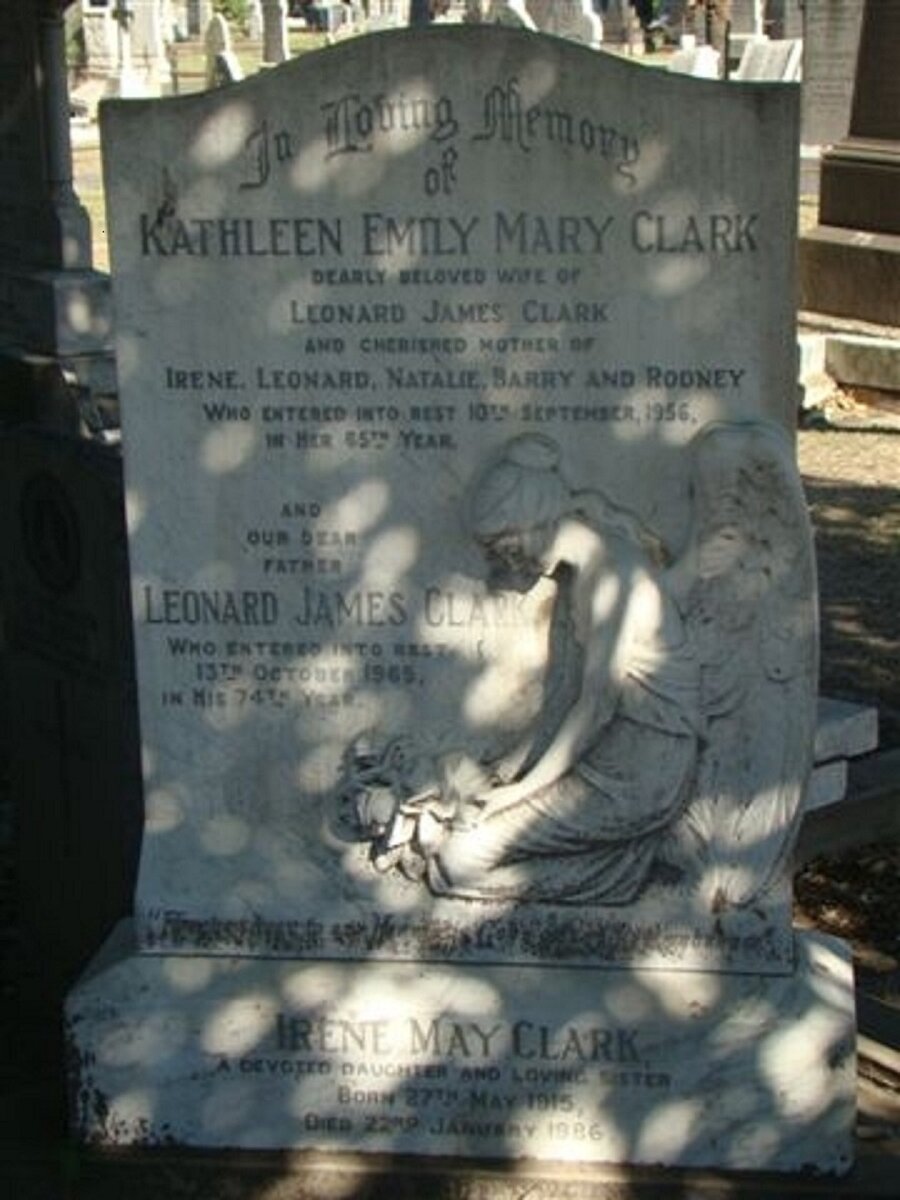 In Loving Memory
of
KATHLEEN EMILY MARY CLARK
DEARLY BELOVED WIFE OF
LEONARD JAMES CLARK
AND CHERISHED MOTHER OF
IRENE, LEONARD, NATALIE, BARRY AND RODNEY
WHO ENTERED INTO REST 10TH SEPTEMBER, 1956,
IN HER 65TH YEAR.
AND
OUR DEAR
FATHER
LEONARD JAMES CLARK
WHO ENTERED INTO REST
13TH OCTOBER 1965,
IN HIS 74TH YEAR.
IRENE MAY CLARK
A DEVOTED DAUGHTER AND LOVING SISTER
BORN 27TH MAY 1915,
DIED 22ND JANUARY 1986